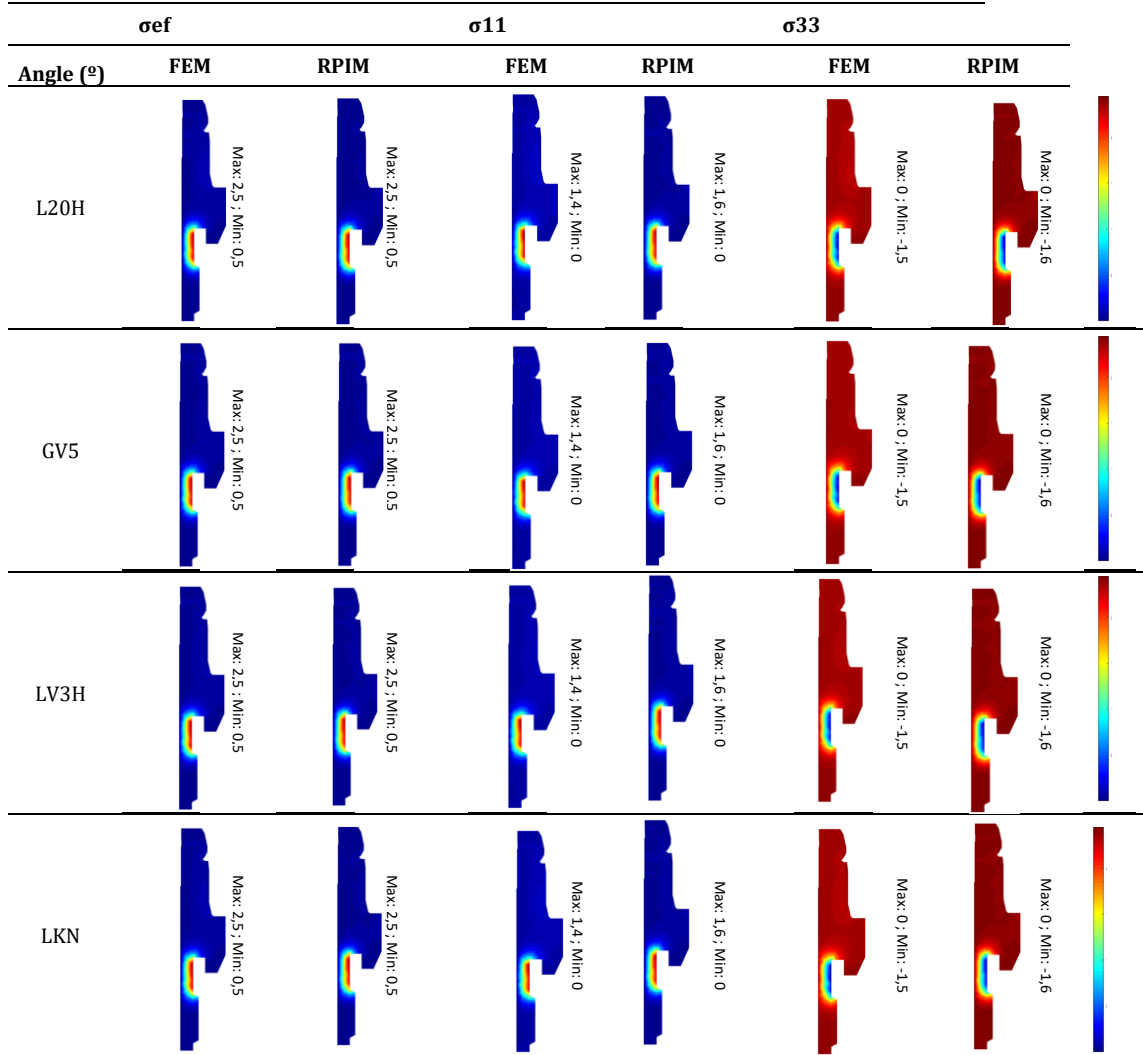 σef σ11 σ33
Angle (º) FEM RPIM FEM RPIM FEM RPIM
L20H
Max: 2,5 ; Min: 0,5
Max: 2,5 ; Min: 0,5
Max: 1,4 ; Min: 0
Max: 1,6 ; Min: 0
Max: 0 ; Min: -1,5
Max: 0 ; Min: -1,6
GV5
Max: 2,5 ; Min: 0,5
Max: 2.5 : Min: 0.5
Max: 1,4 ; Min: 0
Max: 1,6 ; Min: 0
Max: 0 ; Min: -1,5
Max: 0 ; Min: -1,6
LV3H
Max: 2,5 ; Min: 0,5
Max: 2,5 ; Min: 0,5
Max: 1,4 ; Min: 0
Max: 1,6 ; Min: 0
Max: 0 ; Min: -1,5
Max: 0 ; Min: -1,6
LKN
Max: 2,5 ; Min: 0,5
Max: 2,5 ; Min: 0,5
Max: 1,4 ; Min: 0
Max: 1,6 ; Min: 0
Max: 0 ; Min: -1,5
Max: 0 ; Min: -1,6